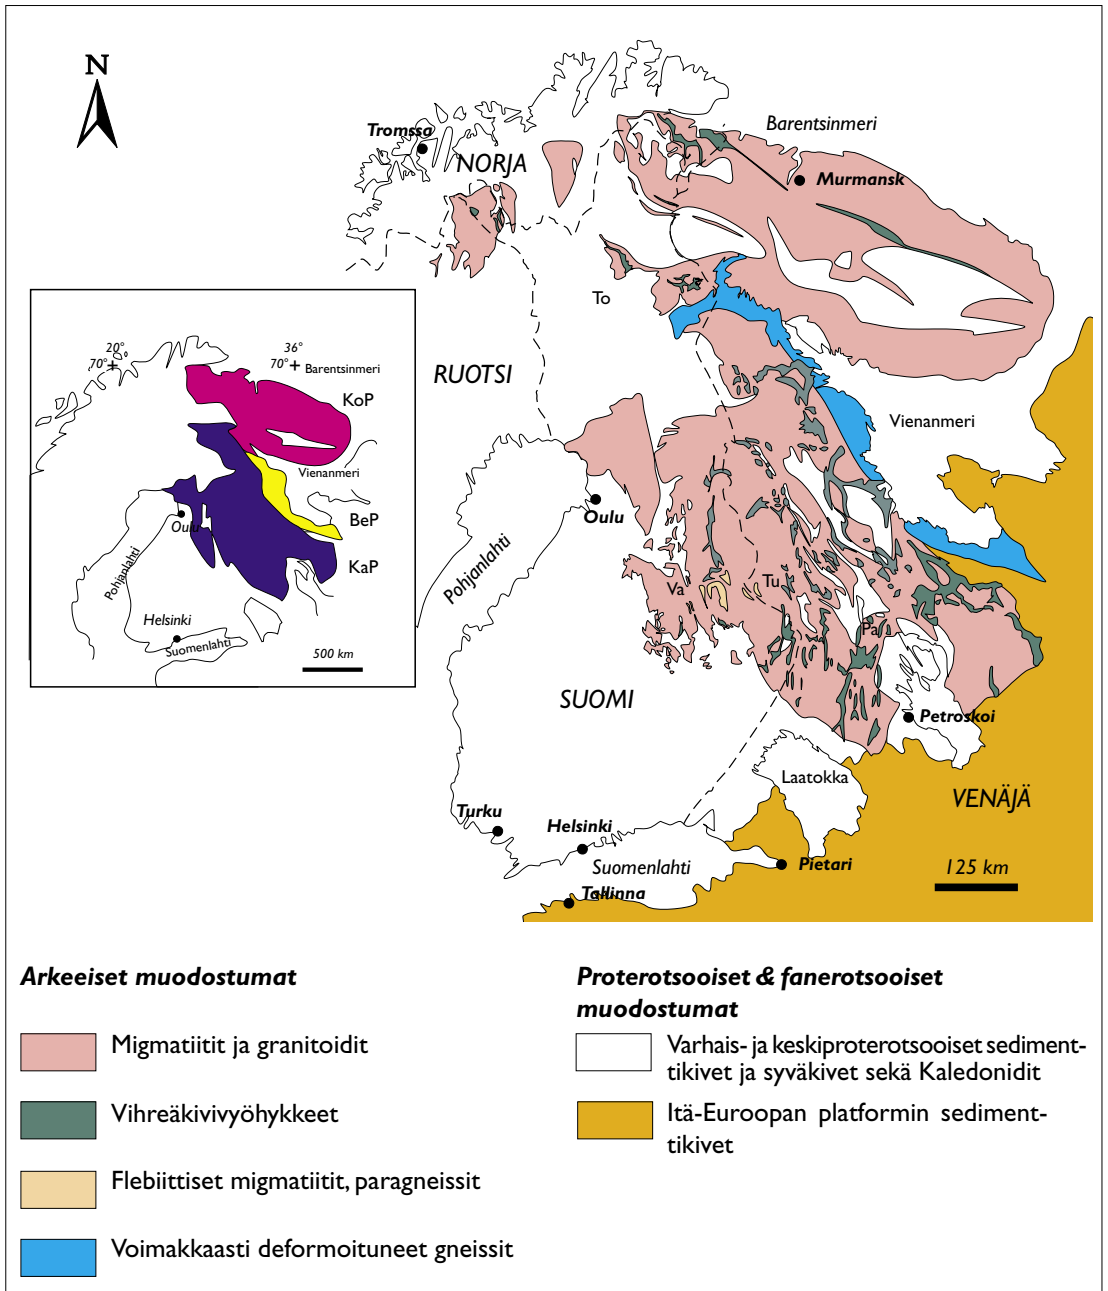 N
Tromssa
NORJA
Barentsinmeri
Murmansk
To
RUOTSI
Vienanmeri
Oulu
Pohjanlahti
Va
Tu
Pa
SUOMI
Petroskoi
Laatokka
VENÄJÄ
Turku
Helsinki
Suomenlahti
Pietari
Tallinna
125 km
20°
70°
36°
70°
Barentsinmeri
KoP
Vienanmeri
BeP
Oulu
KaP
Pohjanlahti
Helsinki
Suomenlahti
500 km
Arkeeiset muodostumat
Migmatiitit ja granitoidit
Vihreäkivivyöhykkeet
Flebiittiset migmatiitit, paragneissit
Voimakkaasti deformoituneet gneissit
Proterotsooiset & fanerotsooiset
muodostumat
Varhais- ja keskiproterotsooiset sediment-
tikivet ja syväkivet sekä Kaledonidit
Itä-Euroopan platformin sediment-
tikivet